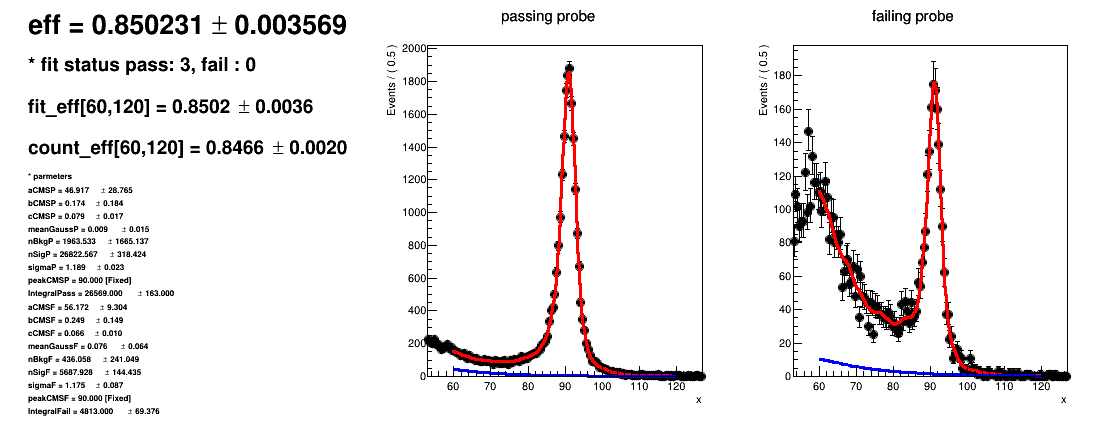 eff = 0.850231 ± 0.003569
* fit status pass: 3, fail : 0
fit_eff[60,120] = 0.8502 ± 0.0036
count_eff[60,120] = 0.8466 ± 0.0020
* parmeters
aCMSP = 46.917 ± 28.765
bCMSP = 0.174 ± 0.184
cCMSP = 0.079 ± 0.017
meanGaussP = 0.009 ± 0.015
nBkgP = 1963.533 ± 1665.137
nSigP = 26822.567 ± 318.424
sigmaP = 1.189 ± 0.023
peakCMSP = 90.000 [Fixed]
IntegralPass = 26569.000 ± 163.000
aCMSF = 56.172 ± 9.304
bCMSF = 0.249 ± 0.149
cCMSF = 0.066 ± 0.010
meanGaussF = 0.076 ± 0.064
nBkgF = 436.058 ± 241.049
nSigF = 5687.928 ± 144.435
sigmaF = 1.175 ± 0.087
peakCMSF = 90.000 [Fixed]
IntegralFail = 4813.000 ± 69.376
passing probe
Events / ( 0.5 )
2000
1800
1600
1400
1200
1000
800
600
400
200
0
60 70 80 90 100 110 120
x
failing probe
Events / ( 0.5 )
180
160
140
120
100
80
60
40
20
0
60 70 80 90 100 110 120
x